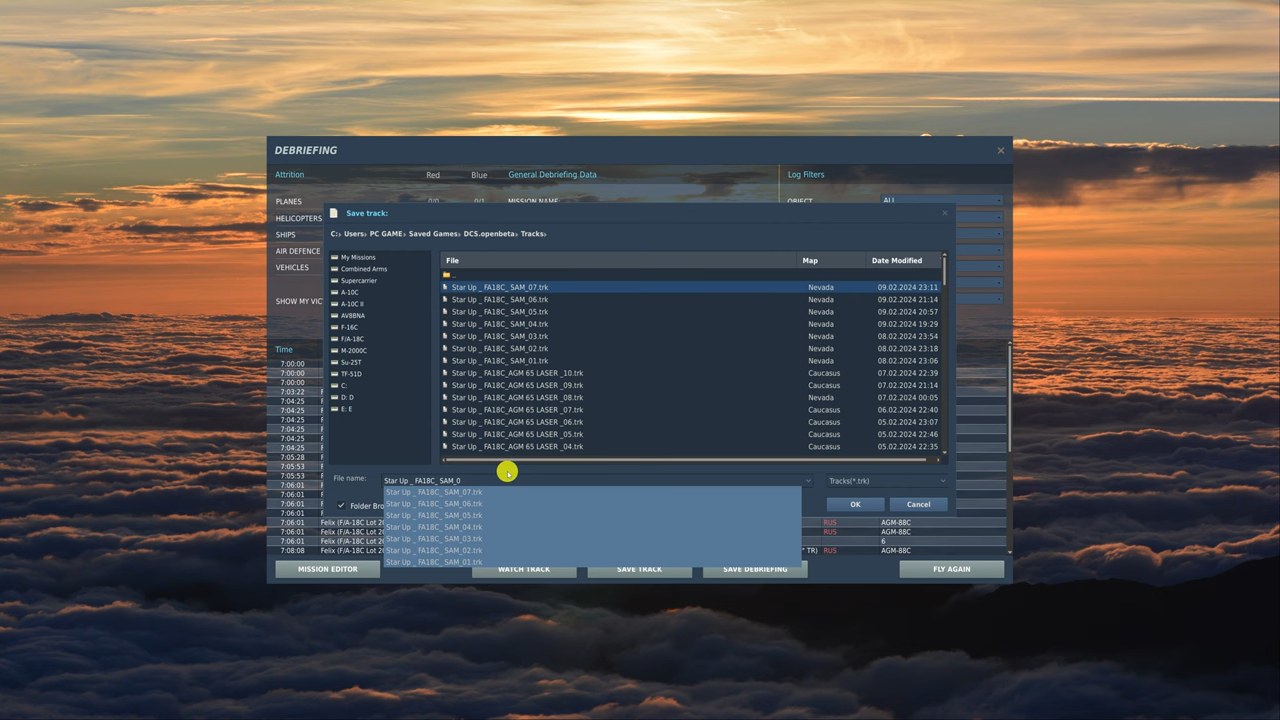 DEBRIEFING
Attrition Red Blue General Debriefing Data Log Filters
PLANES 0/0 0/1 MISSION NAME: OBJECT ALL
HELICOPTERS
SHIPS
AIR DEFENCE
VEHICLES
SHOW MY VIC
Save track:
C: Users PC GAME Saved Games DCS.openbeta Tracks
My Missions
Combined Arms
Supercarrier
A-10C
A-10C II
AV8BNA
F-16C
F/A-18C
M-2000C
Su-25T
TF-51D
C:
D: D
E: E
File Map Date Modified
..
Star Up _ FA18C_ SAM_07.trk Nevada 09.02.2024 23:11
Star Up _ FA18C_ SAM_06.trk Nevada 09.02.2024 21:14
Star Up _ FA18C_ SAM_05.trk Nevada 09.02.2024 20:57
Star Up _ FA18C_ SAM_04.trk Nevada 09.02.2024 19:29
Star Up _ FA18C_ SAM_03.trk Nevada 08.02.2024 23:54
Star Up _ FA18C_ SAM_02.trk Nevada 08.02.2024 23:18
Star Up _ FA18C_ SAM_01.trk Nevada 08.02.2024 23:06
Star Up _ FA18C_AGM 65 LASER _10.trk Caucasus 07.02.2024 22:39
Star Up _ FA18C_AGM 65 LASER _09.trk Caucasus 07.02.2024 21:14
Star Up _ FA18C_AGM 65 LASER _08.trk Nevada 07.02.2024 00:05
Star Up _ FA18C_AGM 65 LASER _07.trk Caucasus 06.02.2024 22:40
Star Up _ FA18C_AGM 65 LASER _06.trk Caucasus 05.02.2024 23:07
Star Up _ FA18C_AGM 65 LASER _05.trk Caucasus 05.02.2024 22:46
Star Up _ FA18C_AGM 65 LASER _04.trk Caucasus 05.02.2024 22:35
File name: Star Up _ FA18C_ SAM_0 Tracks(*.trk)
Star Up _ FA18C_ SAM_07.trk
Star Up _ FA18C_ SAM_06.trk
Star Up _ FA18C_ SAM_05.trk
Star Up _ FA18C_ SAM_04.trk
Star Up _ FA18C_ SAM_03.trk
Star Up _ FA18C_ SAM_02.trk
Star Up _ FA18C_ SAM_01.trk
Folder Bro OK Cancel
Time
7:00:00
7:00:00
7:00:00
7:03:22
7:04:25
7:04:25
7:04:25
7:04:25
7:04:25
7:04:25
7:05:28
7:05:53
7:05:53
7:06:01
7:06:01
7:06:01
7:06:01
7:06:01 Felix (F/A-18C Lot 20 RUS AGM-88C
7:06:01 Felix (F/A-18C Lot 20 RUS AGM-88C
7:06:01 Felix (F/A-18C Lot 20 6
7:08:08 Felix (F/A-18C Lot 20 " TR) RUS AGM-88C
MISSION EDITOR WATCH TRACK SAVE TRACK SAVE DEBRIEFING FLY AGAIN